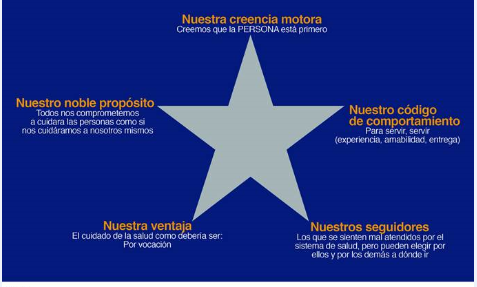 Nuestra creencia motora
Creemos que la PERSONA está primero
Nuestro noble propósito
Todos nos comprometemos
a cuidara las personas como si
nos cuidáramos a nosotros mismos
Nuestro código
de comportamiento
Para servir, servir
(experiencia, amabilidad, entrega)
Nuestra ventaja
El cuidado de la salud como debería ser:
Por vocación
Nuestros seguidores
Los que se sienten mal atendidos por el
sistema de salud, pero pueden elegir por
ellos y por los demás a dónde ir